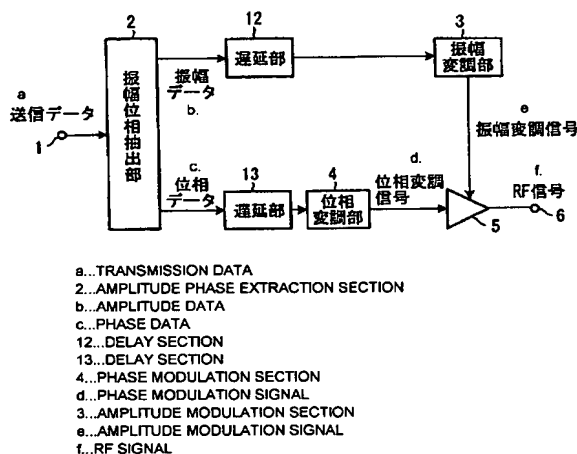 2
12
3
振幅位相抽出部
遅延部
振幅
変調部
振幅
データ
b.
a
送信データ
1
e
振幅変調信号
c.
位相
データ
13
遅延部
4
位相
変調部
d.
位相変調
信号
5
f.
RF信号
6
a...TRANSMISSION DATA
2...AMPLITUDE PHASE EXTRACTION SECTION
b...AMPLITUDE DATA
c...PHASE DATA
12...DELAY SECTION
13...DELAY SECTION
4...PHASE MODULATION SECTION
d...PHASE MODULATION SIGNAL
3...AMPLITUDE MODULATION SECTION
e...AMPLITUDE MODULATION SIGNAL
f...RF SIGNAL